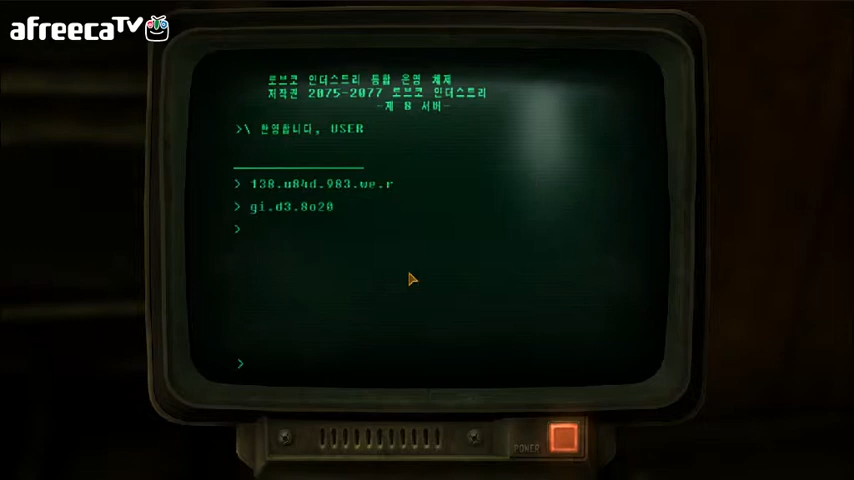 afreecaTV
로브코 인더스트리 통합 운영 체제
저작권 2075-2077 로브코 인더스트리
-제 8 서버-
>\ 환영합니다, USER
> 138.u84d.983.we.r
> gi.d3.8o20
>
>
POWER